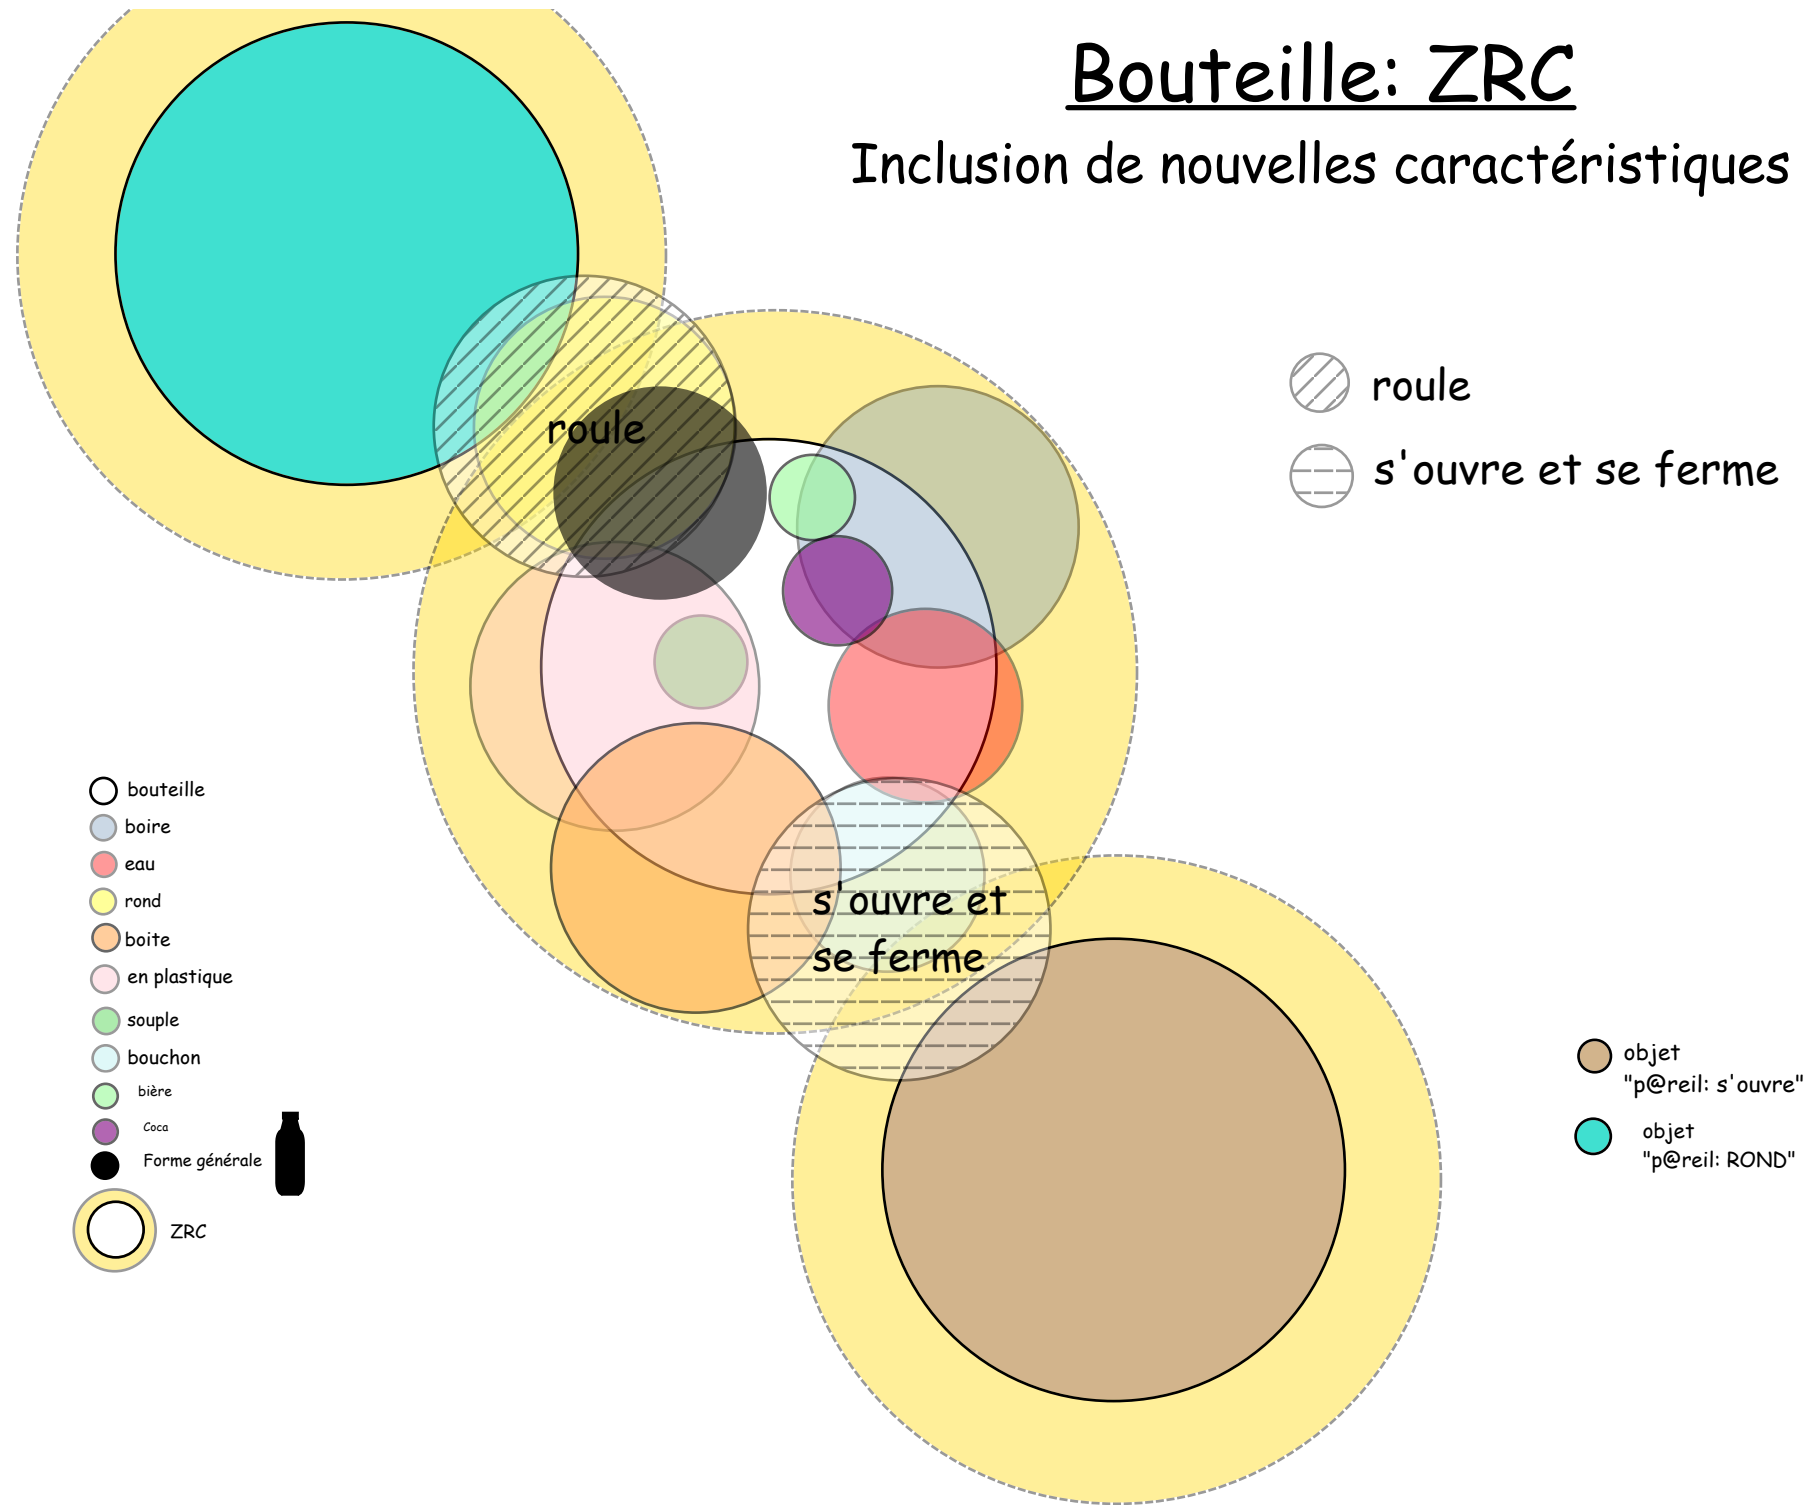 Bouteille: ZRC
Inclusion de nouvelles caractéristiques
roule
s'ouvre et se ferme
roule
s'ouvre et
se ferme
bouteille
boire
eau
rond
boite
en plastique
souple
bouchon
bière
Coca
Forme générale
ZRC
objet
"p@reil: s'ouvre"
objet
"p@reil: ROND"